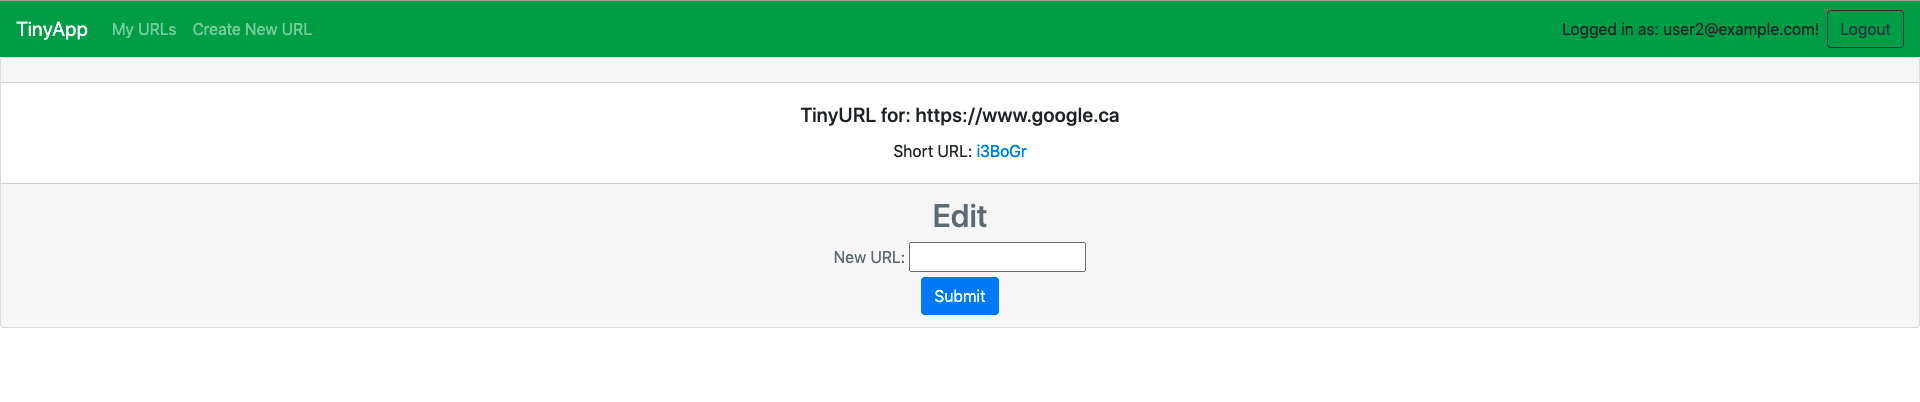 TinyApp My URLs Create New URL Logged in as: user2@example.com! Logout
TinyURL for: https://www.google.ca
Short URL: i3BoGr
Edit
New URL:
Submit